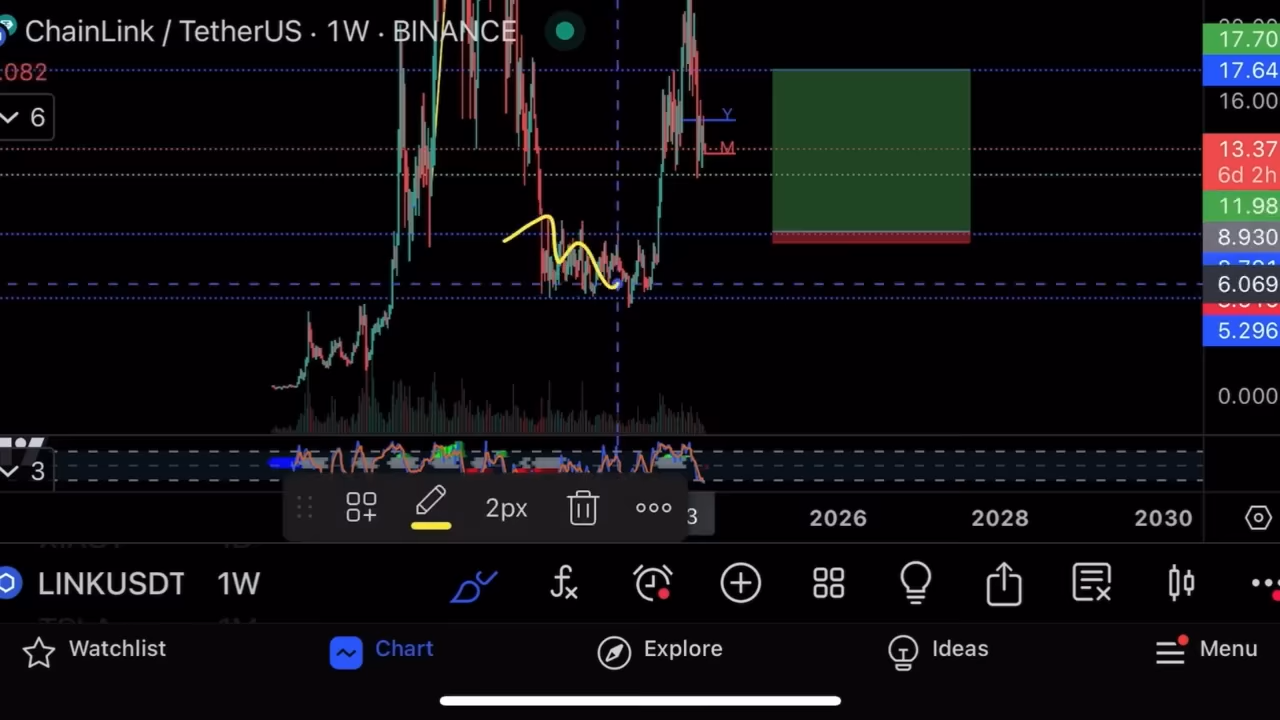 ChainLink / TetherUS · 1W · BINANCE
17.70
.082
17.64
16.00
6
Y
M
13.37
6d 2h
11.98
8.930
6.069
5.296
0.000
3
3
2026
2028
2030
2px
LINKUSDT 1W
Watchlist
Chart
Explore
Ideas
Menu